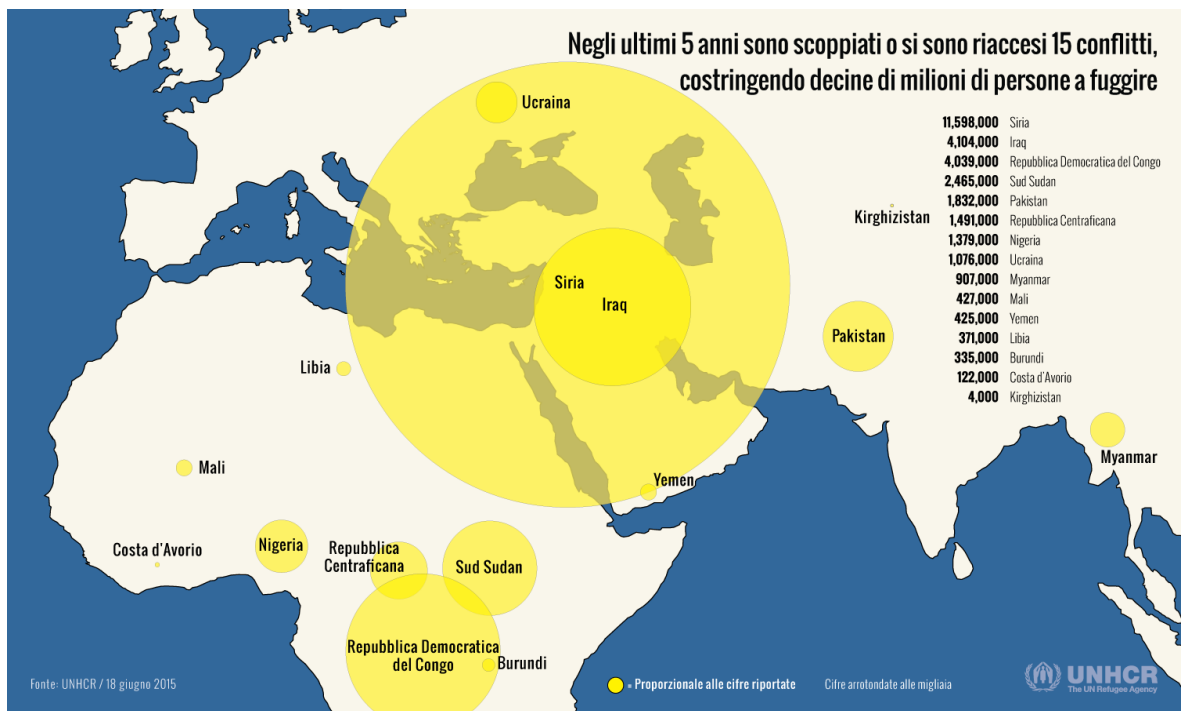 Negli ultimi 5 anni sono scoppiati o si sono riaccesi 15 conflitti,
costringendo decine di milioni di persone a fuggire
11,598,000 Siria
4,104,000 Iraq
4,039,000 Repubblica Democratica del Congo
2,465,000 Sud Sudan
1,832,000 Pakistan
1,491,000 Repubblica Centraficana
1,379,000 Nigeria
1,076,000 Ucraina
907,000 Myanmar
427,000 Mali
425,000 Yemen
371,000 Libia
335,000 Burundi
122,000 Costa d'Avorio
4,000 Kirghizistan
Ucraina
Kirghizistan
Siria
Iraq
Pakistan
Libia
Myanmar
Mali
Yemen
Costa d'Avorio
Nigeria
Repubblica
Centraficana
Sud Sudan
Repubblica Democratica
del Congo
Burundi
Fonte: UNHCR / 18 giugno 2015
= Proporzionale alle cifre riportate
Cifre arrotondate alle migliaia
UNHCR
The UN Refugee Agency